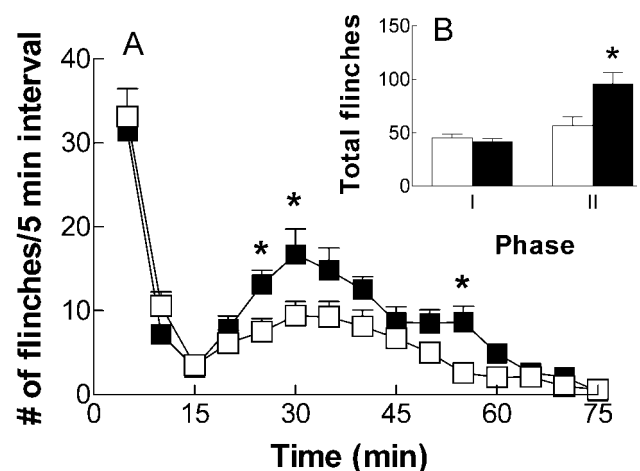 A
# of flinches/5 min interval
40
30
20
10
0
*
*
*
0
15
30
45
60
75
Time (min)
B
Total flinches
150
100
50
0
*
I
II
Phase